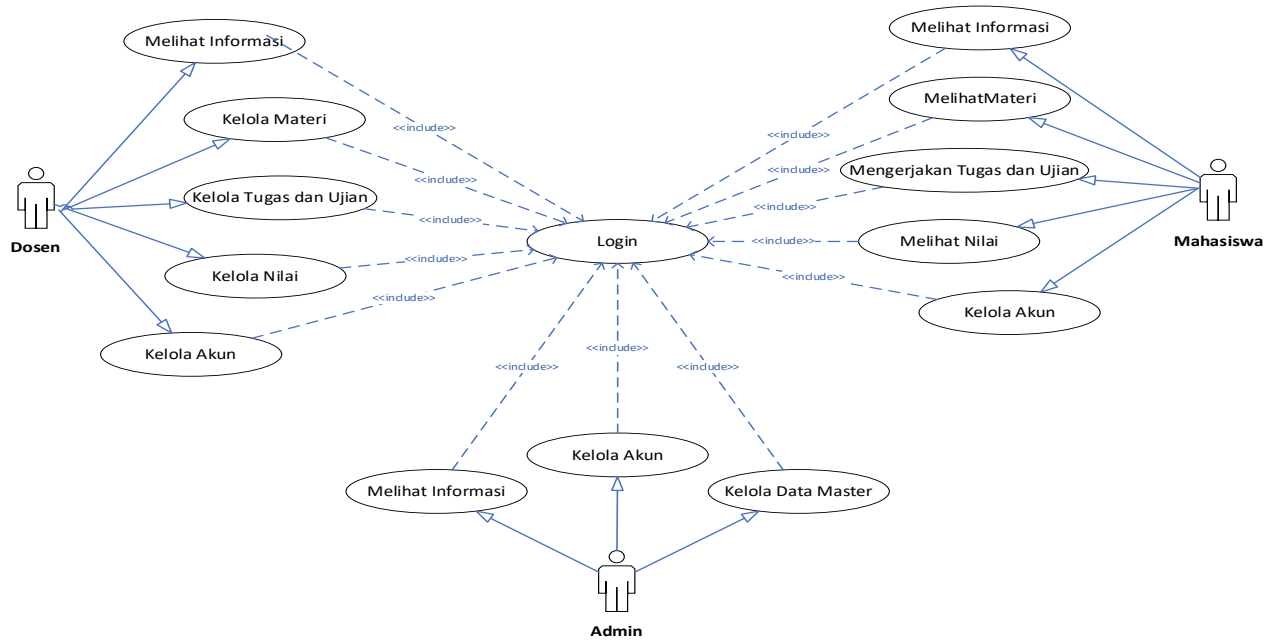 Melihat Informasi
Kelola Materi
Kelola Tugas dan Ujian
Kelola Nilai
Kelola Akun
Dosen
<<include>>
<<include>>
<<include>>
<<include>>
<<include>>
Login
Melihat Informasi
MelihatMateri
Mengerjakan Tugas dan Ujian
Melihat Nilai
Kelola Akun
Mahasiswa
<<include>>
<<include>>
<<include>>
<<include>>
<<include>>
<<include>>
<<include>>
<<include>>
Melihat Informasi
Kelola Akun
Kelola Data Master
Admin